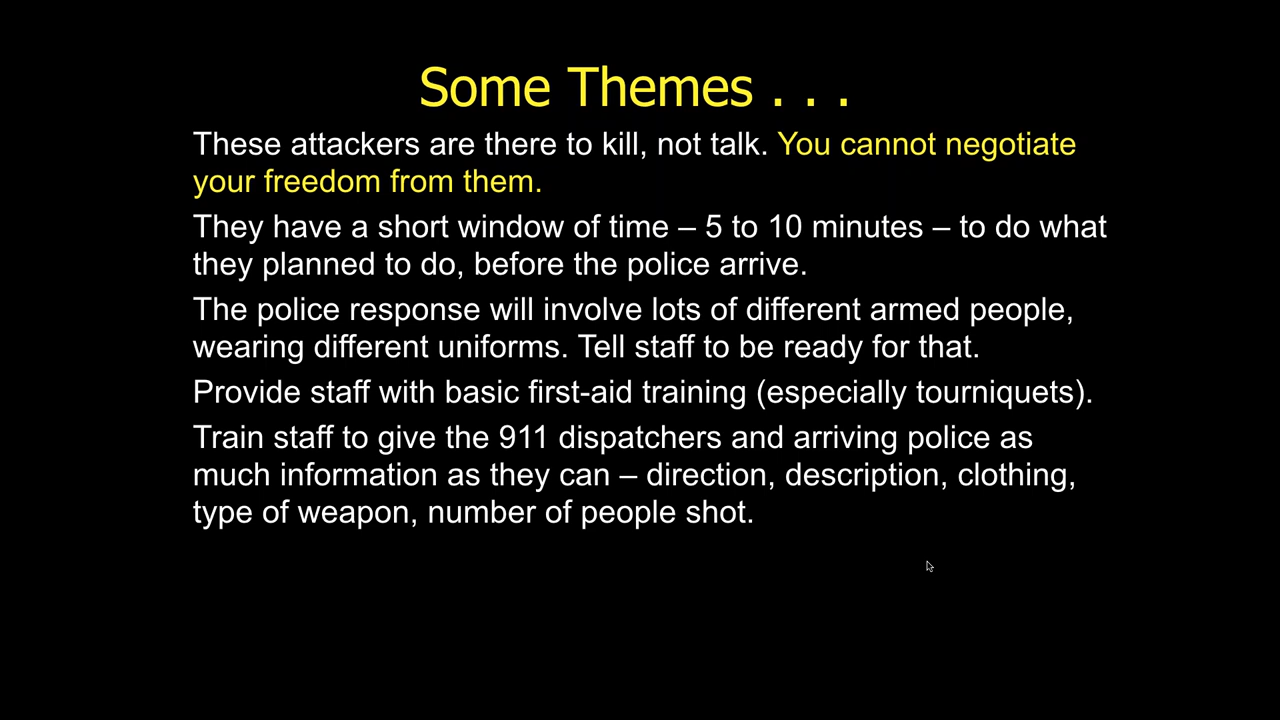 Some Themes . . .
These attackers are there to kill, not talk. You cannot negotiate
your freedom from them.
They have a short window of time – 5 to 10 minutes – to do what
they planned to do, before the police arrive.
The police response will involve lots of different armed people,
wearing different uniforms. Tell staff to be ready for that.
Provide staff with basic first-aid training (especially tourniquets).
Train staff to give the 911 dispatchers and arriving police as
much information as they can – direction, description, clothing,
type of weapon, number of people shot.